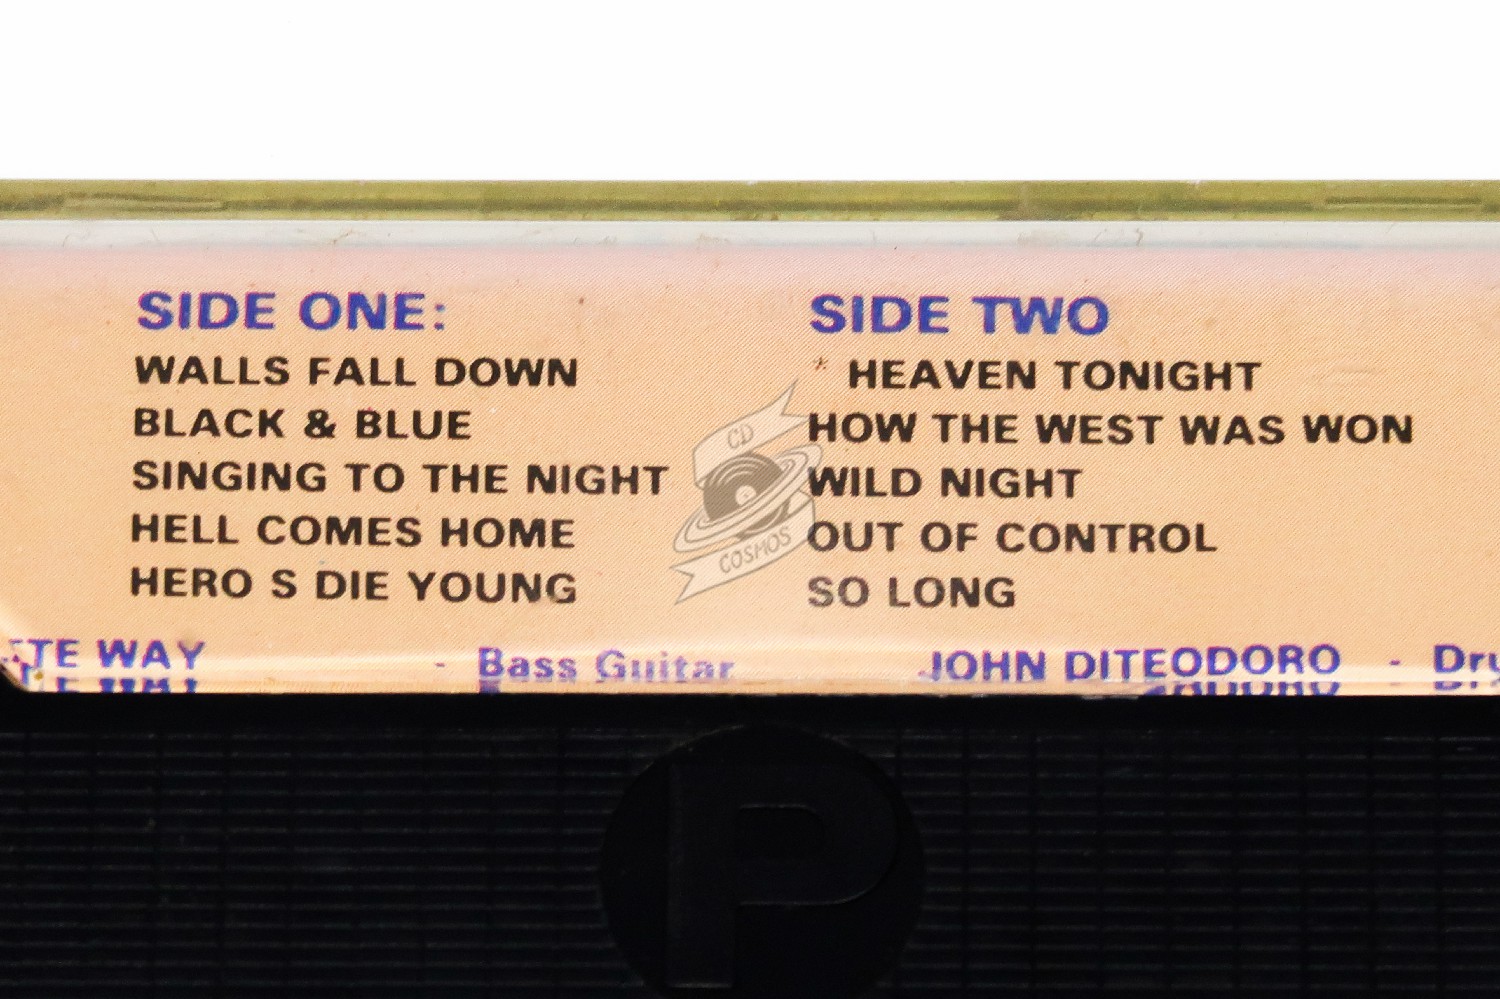 SIDE ONE:
WALLS FALL DOWN
BLACK & BLUE
SINGING TO THE NIGHT
HELL COMES HOME
HERO S DIE YOUNG
SIDE TWO
* HEAVEN TONIGHT
HOW THE WEST WAS WON
WILD NIGHT
OUT OF CONTROL
SO LONG
CD
COSMOS
WAY - Bass Guitar JOHN DITEODORO -
P